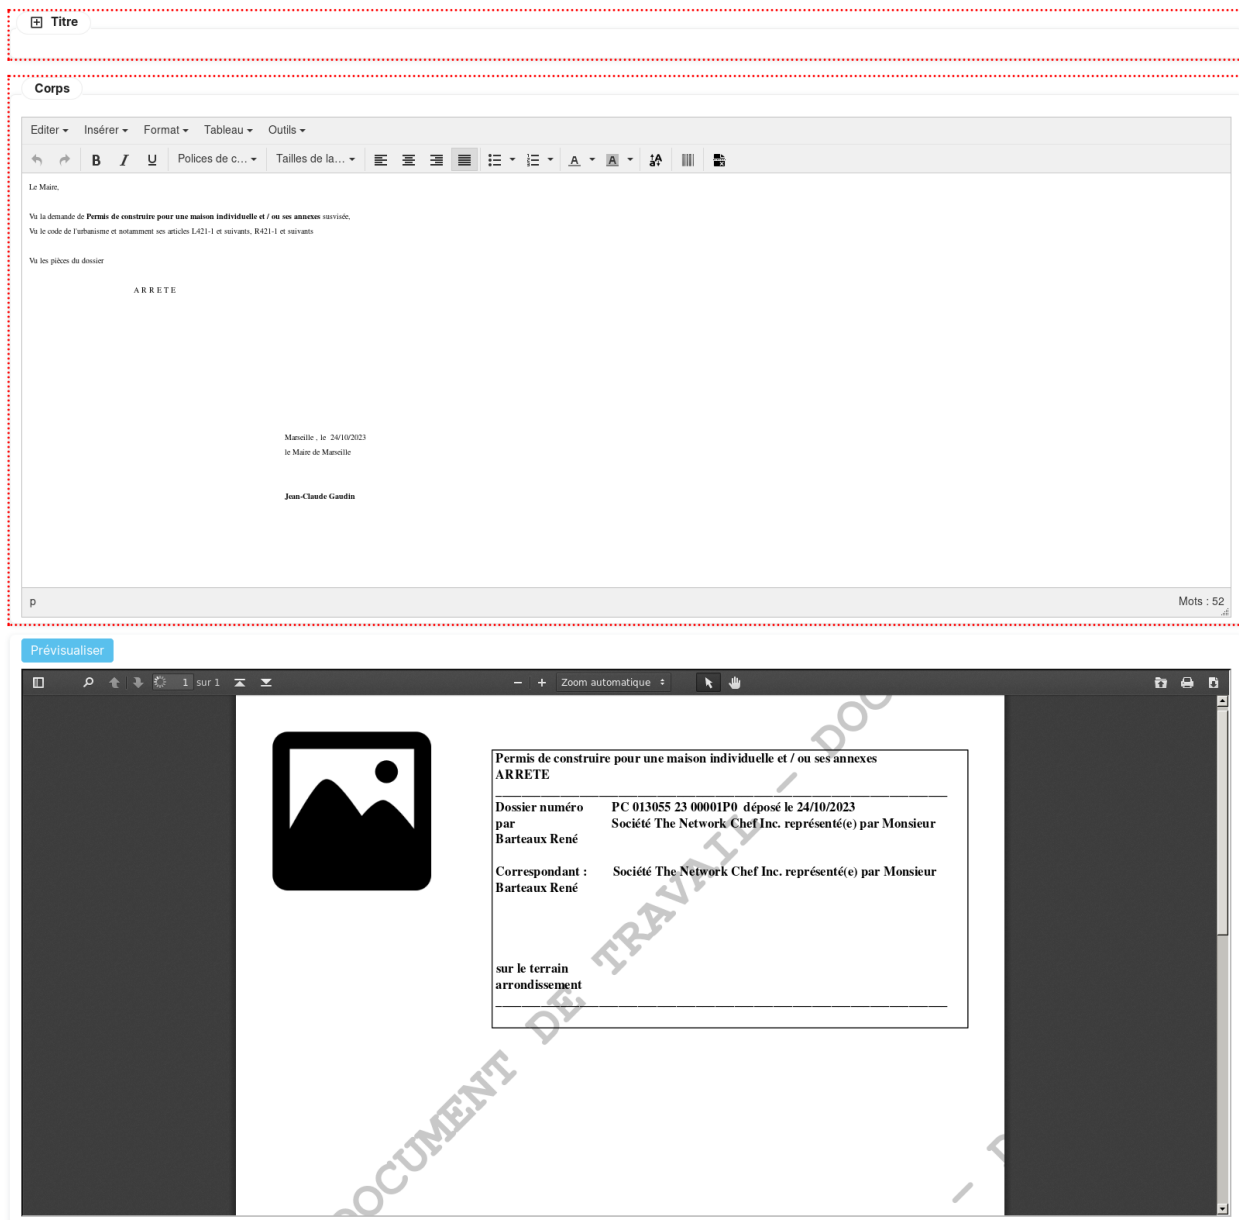 Titre
Corps
Editer Insérer Format Tableau Outils
B I U Polices de c... Tailles de la... A A
Le Maire,
Vu la demande de Permis de construire pour une maison individuelle et / ou ses annexes susvisée,
Vu le code de l'urbanisme et notamment ses articles L421-1 et suivants, R421-1 et suivants
Vu les pièces du dossier
A R R E T E
Marseille , le 24/10/2023
le Maire de Marseille
Jean-Claude Gaudin
p Mots : 52
Prévisualiser
1 sur 1 Zoom automatique
Permis de construire pour une maison individuelle et / ou ses annexes
ARRETE
Dossier numéro PC 013055 23 00001P0 déposé le 24/10/2023
par Société The Network Chef Inc. représenté(e) par Monsieur
Barteaux René
Correspondant : Société The Network Chef Inc. représenté(e) par Monsieur
Barteaux René
sur le terrain
arrondissement
DOCUMENT DE TRAVAIL – DOC
– D